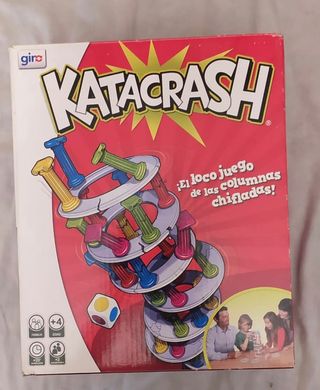 giro
KATACRASH
®
¡El loco juego
de las columnas
chifladas!
+4